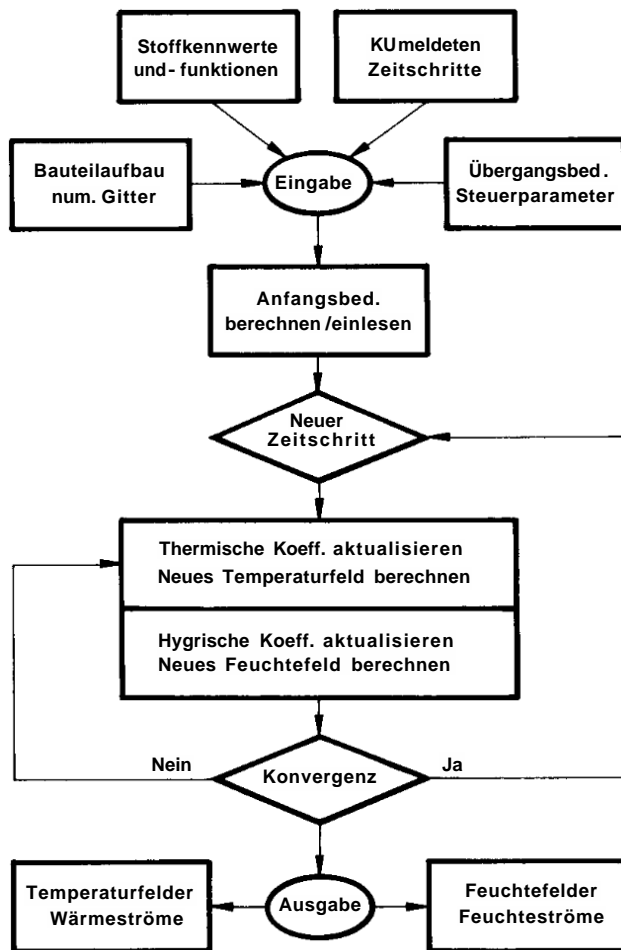 Stoffkennwerte
und- funktionen
KUmeldeten
Zeitschritte
Bauteilaufbau
num. Gitter
Eingabe
Übergangsbed.
Steuerparameter
Anfangsbed.
berechnen /einlesen
Neuer
Zeitschritt
Thermische Koeff. aktualisieren
Neues Temperaturfeld berechnen
Hygrische Koeff. aktualisieren
Neues Feuchtefeld berechnen
Nein
Konvergenz
Ja
Temperaturfelder
Wärmeströme
Ausgabe
Feuchtefelder
Feuchteströme